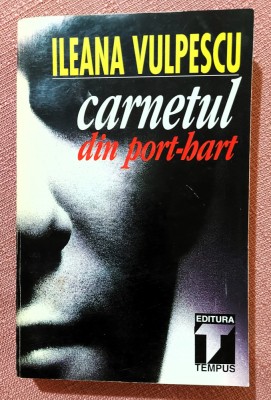 ILEANA VULPESCU
carnetul
din port-hart
EDITURA
T
TEMPUS